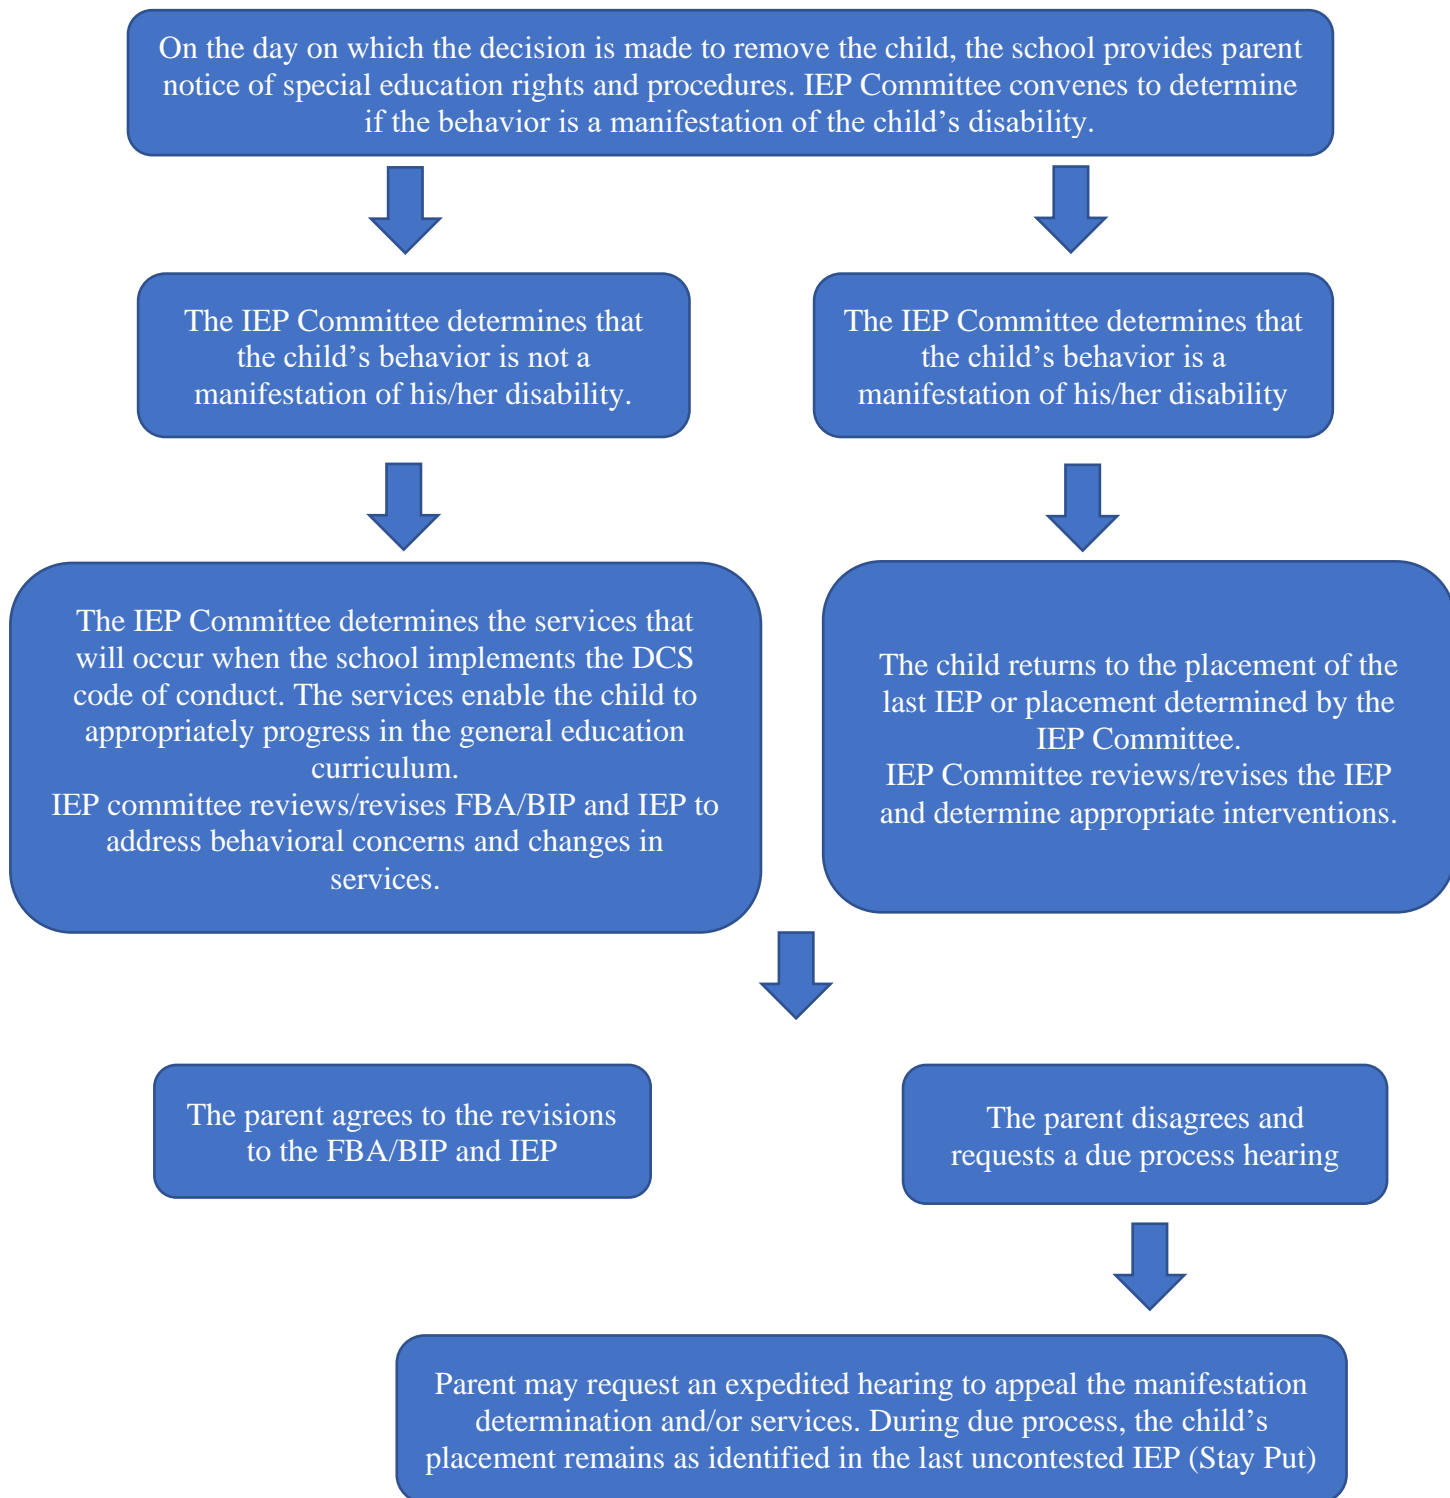 On the day on which the decision is made to remove the child, the school provides parent
notice of special education rights and procedures. IEP Committee convenes to determine
if the behavior is a manifestation of the child’s disability.
The IEP Committee determines that
the child’s behavior is not a
manifestation of his/her disability.
The IEP Committee determines that
the child’s behavior is a
manifestation of his/her disability
The IEP Committee determines the services that
will occur when the school implements the DCS
code of conduct. The services enable the child to
appropriately progress in the general education
curriculum.
IEP committee reviews/revises FBA/BIP and IEP to
address behavioral concerns and changes in
services.
The child returns to the placement of the
last IEP or placement determined by the
IEP Committee.
IEP Committee reviews/revises the IEP
and determine appropriate interventions.
The parent agrees to the revisions
to the FBA/BIP and IEP
The parent disagrees and
requests a due process hearing
Parent may request an expedited hearing to appeal the manifestation
determination and/or services. During due process, the child’s
placement remains as identified in the last uncontested IEP (Stay Put)